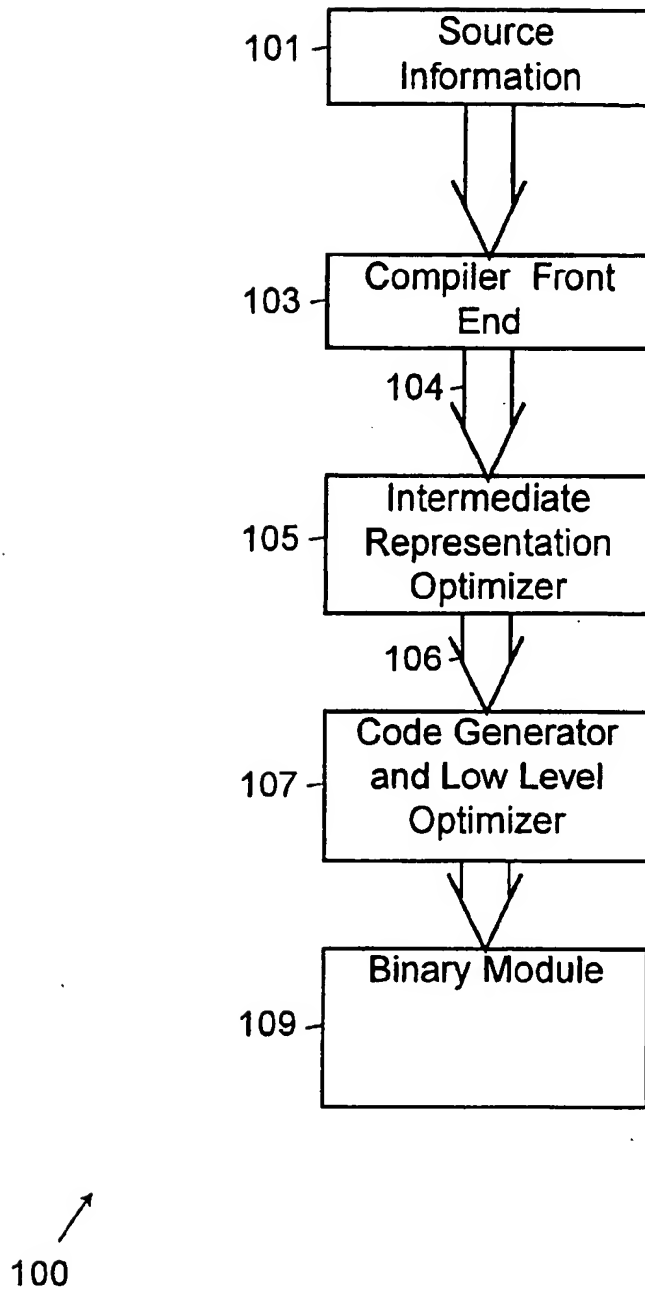 101
Source
Information
103
Compiler Front
End
104
105
Intermediate
Representation
Optimizer
106
107
Code Generator
and Low Level
Optimizer
Binary Module
109
100